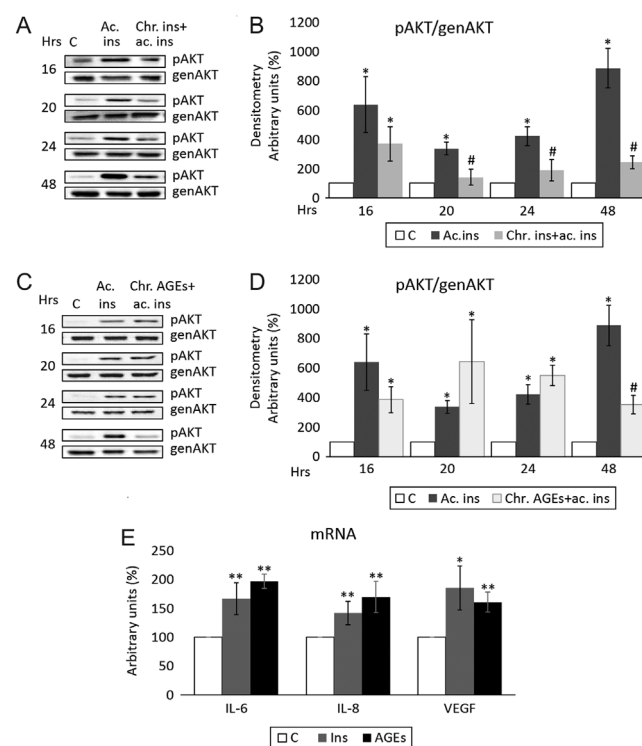 A
Hrs
C
Ac. ins
Chr. ins+ ac. ins
16
pAKT
genAKT
20
pAKT
genAKT
24
pAKT
genAKT
48
pAKT
genAKT
B
pAKT/genAKT
Densitometry
Arbitrary units (%)
1200
1000
800
600
400
200
0
* * * # * # * #
Hrs 16 20 24 48
C Ac.ins Chr. ins+ac. ins
C
Hrs
C
Ac. ins
Chr. AGEs+ ac. ins
16
pAKT
genAKT
20
pAKT
genAKT
24
pAKT
genAKT
48
pAKT
genAKT
D
pAKT/genAKT
Densitometry
Arbitrary units (%)
1200
1000
800
600
400
200
0
* * * * * * * #
Hrs 16 20 24 48
C Ac. ins Chr. AGEs+ac. ins
E
mRNA
Arbitrary units (%)
250
200
150
100
50
0
** ** ** ** * **
IL-6 IL-8 VEGF
C Ins AGEs